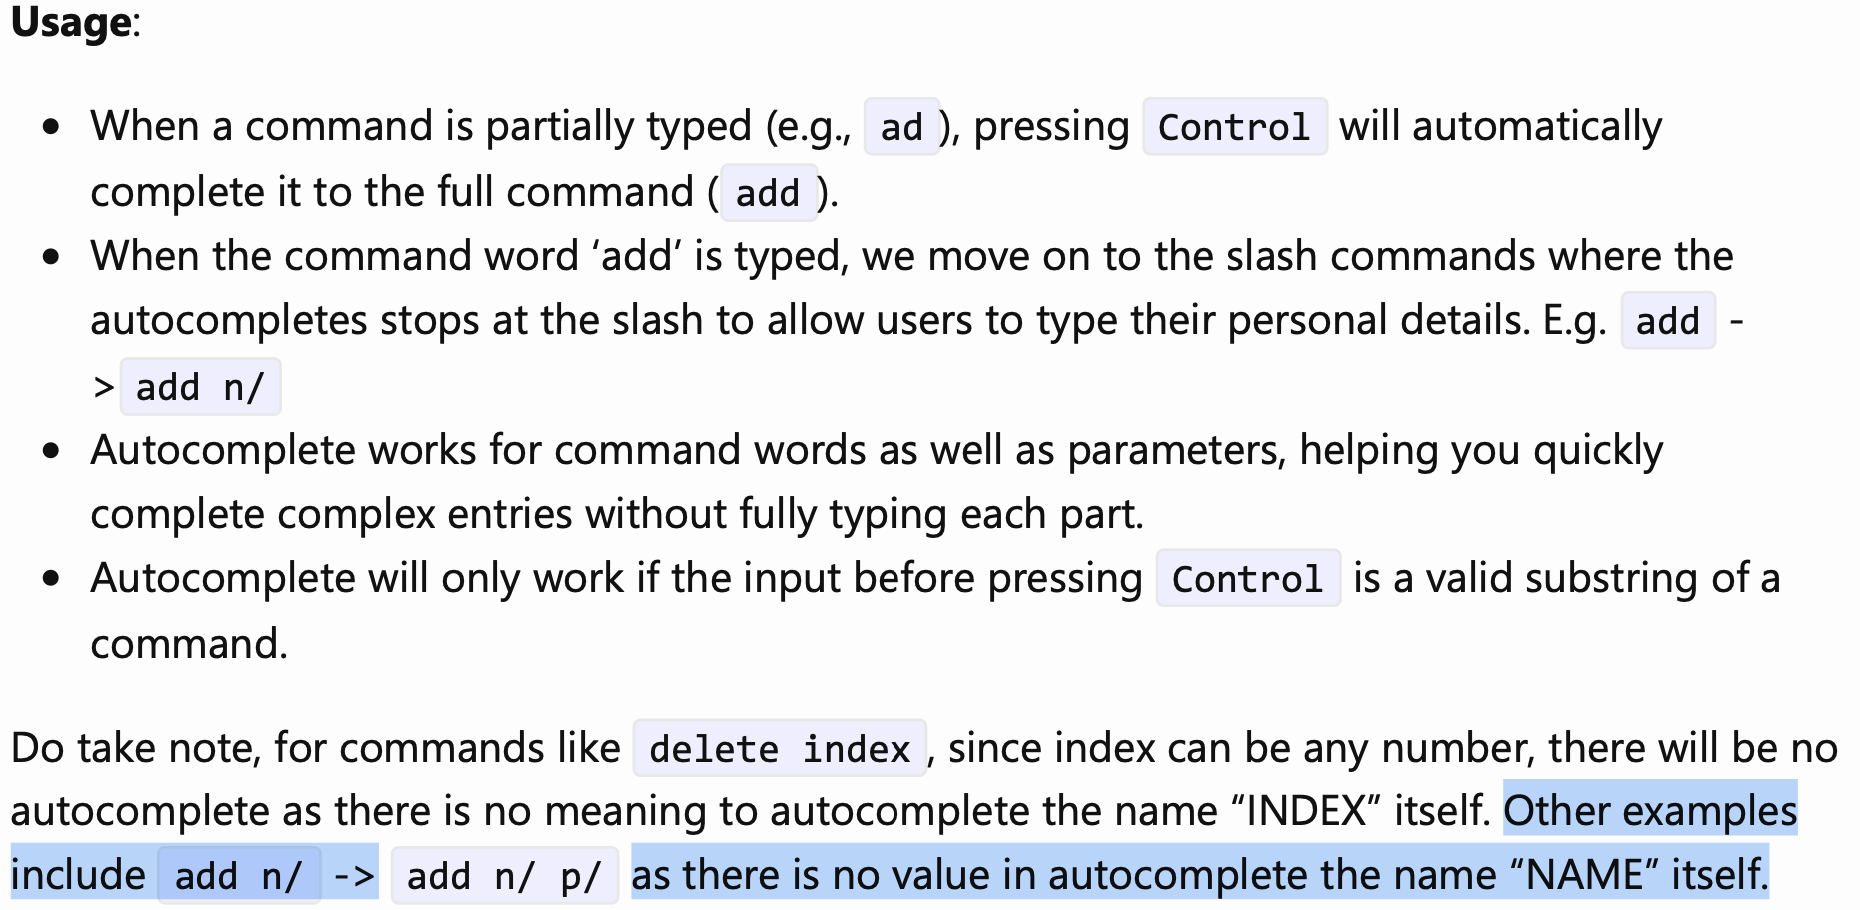 Usage:
• When a command is partially typed (e.g., ad ), pressing Control will automatically
complete it to the full command ( add ).
• When the command word ‘add’ is typed, we move on to the slash commands where the
autocompletes stops at the slash to allow users to type their personal details. E.g. add -
> add n/
• Autocomplete works for command words as well as parameters, helping you quickly
complete complex entries without fully typing each part.
• Autocomplete will only work if the input before pressing Control is a valid substring of a
command.
Do take note, for commands like delete index , since index can be any number, there will be no
autocomplete as there is no meaning to autocomplete the name “INDEX” itself. Other examples
include add n/ -> add n/ p/ as there is no value in autocomplete the name “NAME” itself.